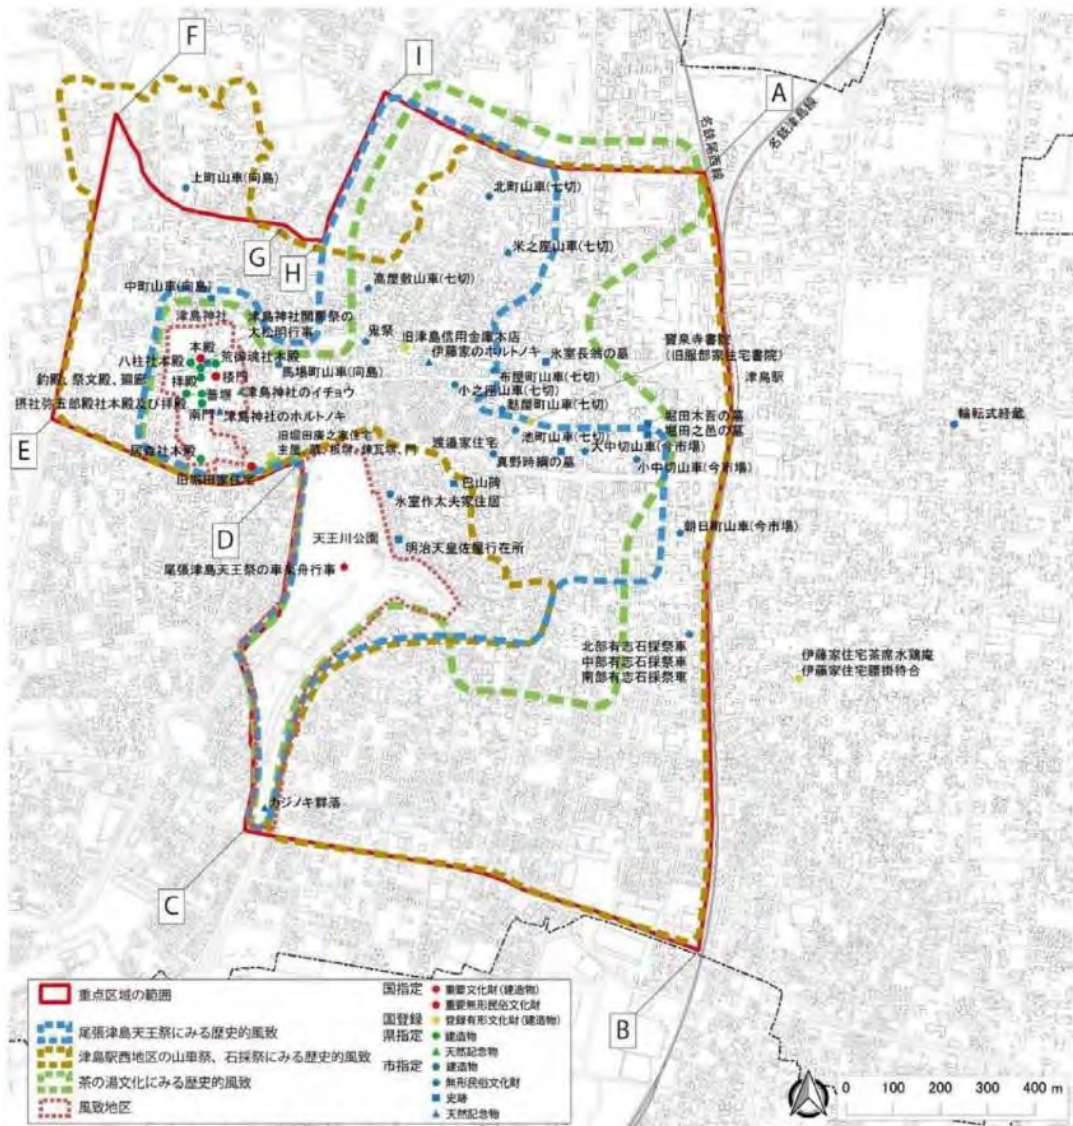 F
I
A
名鉄尾西線
名鉄津島線
上町山車(向島)
北町山車(七切)
G
H
米之座山車(七切)
高屋敷山車(七切)
中町山車(向島)
津島神社
津島神社開扉祭の
大松明行事
鬼祭
旧津島信用金庫本店
伊藤家のホルトノキ
氷室長翁の墓
寶泉寺書院
(旧服部家住宅書院)
津島駅
本殿
八柱社本殿
荒御魂社本殿
馬場町山車(向島)
布屋町山車(七切)
釣殿、祭文殿、廻廊
拝殿
楼門
小之座山車(七切)
津島神社のイチョウ
摂社弥五郎殿社本殿及び拝殿
南門
津島神社のホルトノキ
麩屋町山車(七切)
堀田木吾の墓
堀田之邑の墓
輪転式経蔵
池町山車(七切)
E
居森社本殿
旧堀田廣之家住宅
渡邉家住宅
大中切山車(今市場)
真野時綱の墓
小中切山車(今市場)
旧堀田家住宅
巴山碑
氷室作太夫家住居
D
天王川公園
明治天皇佐屋行在所
朝日町山車(今市場)
尾張津島天王祭の車楽舟行事
北部有志石採祭車
中部有志石採祭車
南部有志石採祭車
伊藤家住宅茶席水鶏庵
伊藤家住宅腰掛待合
カジノキ群落
C
B
重点区域の範囲
尾張津島天王祭にみる歴史的風致
津島駅西地区の山車祭、石採祭にみる歴史的風致
茶の湯文化にみる歴史的風致
風致地区
国指定
重要文化財(建造物)
重要無形民俗文化財
国登録
登録有形文化財(建造物)
県指定
建造物
天然記念物
市指定
建造物
無形民俗文化財
史跡
天然記念物
0 100 200 300 400 m